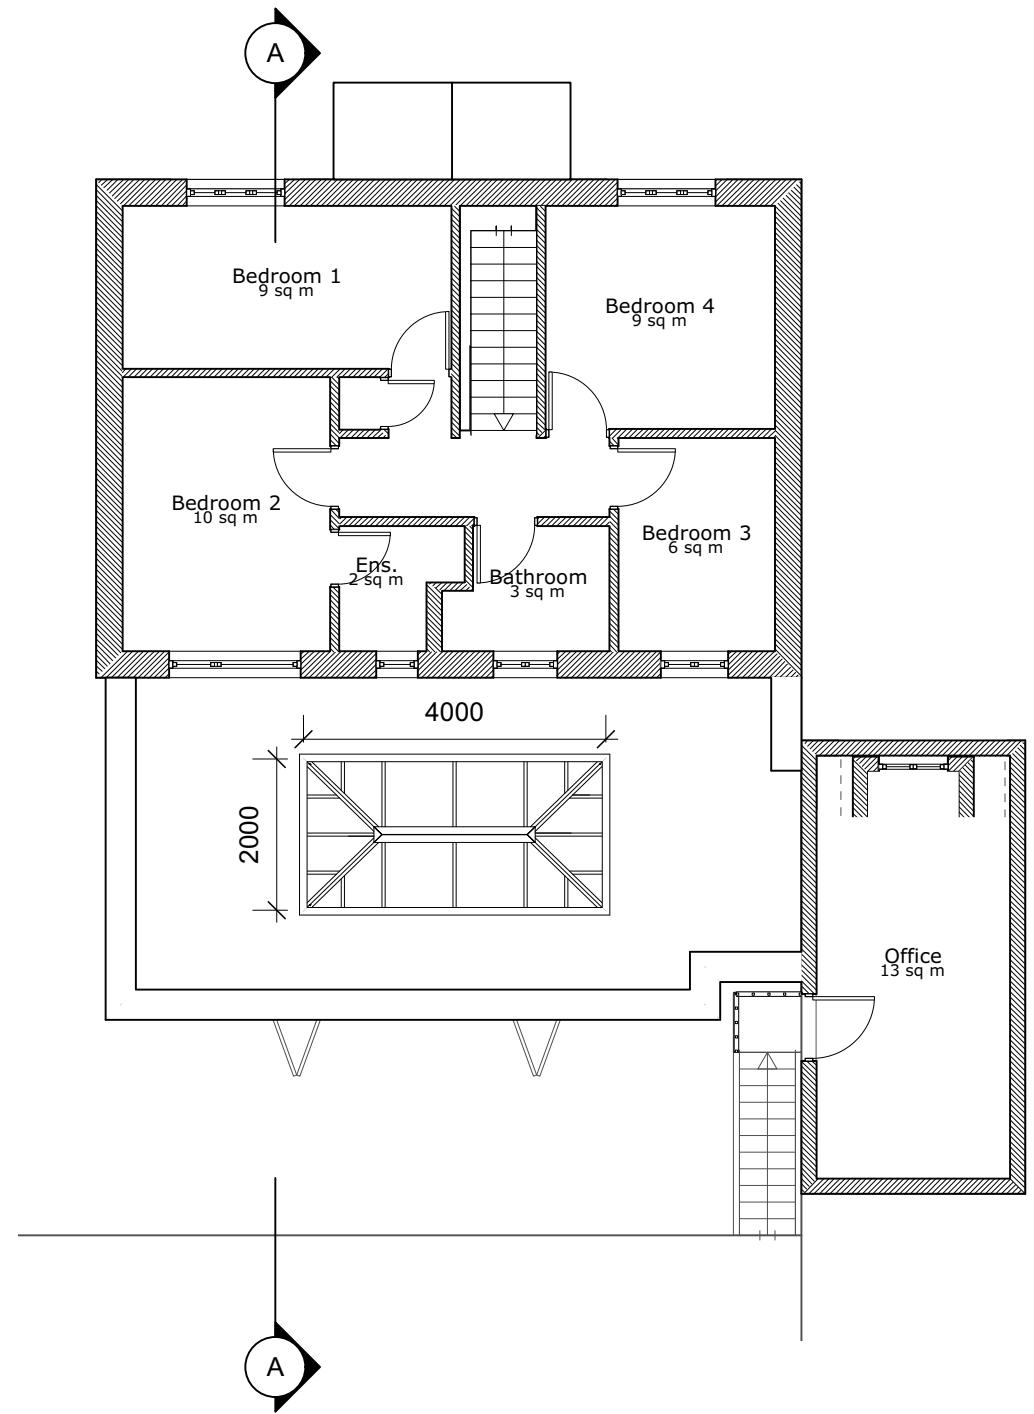 A
Bedroom 1
9 sq m
Bedroom 4
9 sq m
Bedroom 2
10 sq m
Bedroom 3
6 sq m
Ens.
2 sq m
Bathroom
3 sq m
4000
2000
Office
13 sq m
A